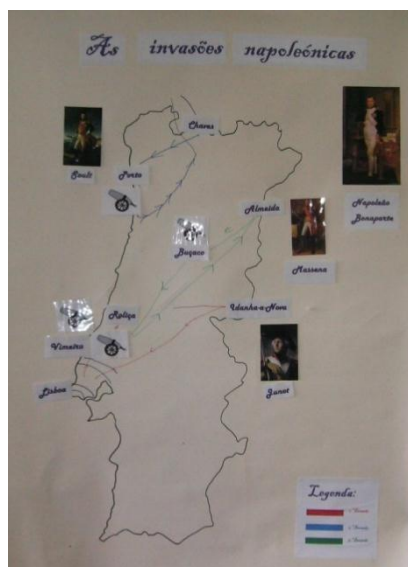 As invasões napoleónicas
Chaves
Soult
Porto
Napoleão
Bonaparte
Almeida
Buçaco
Massena
Idanha-a-Nova
Roliça
Vimeiro
Junot
Lisboa
Legenda: